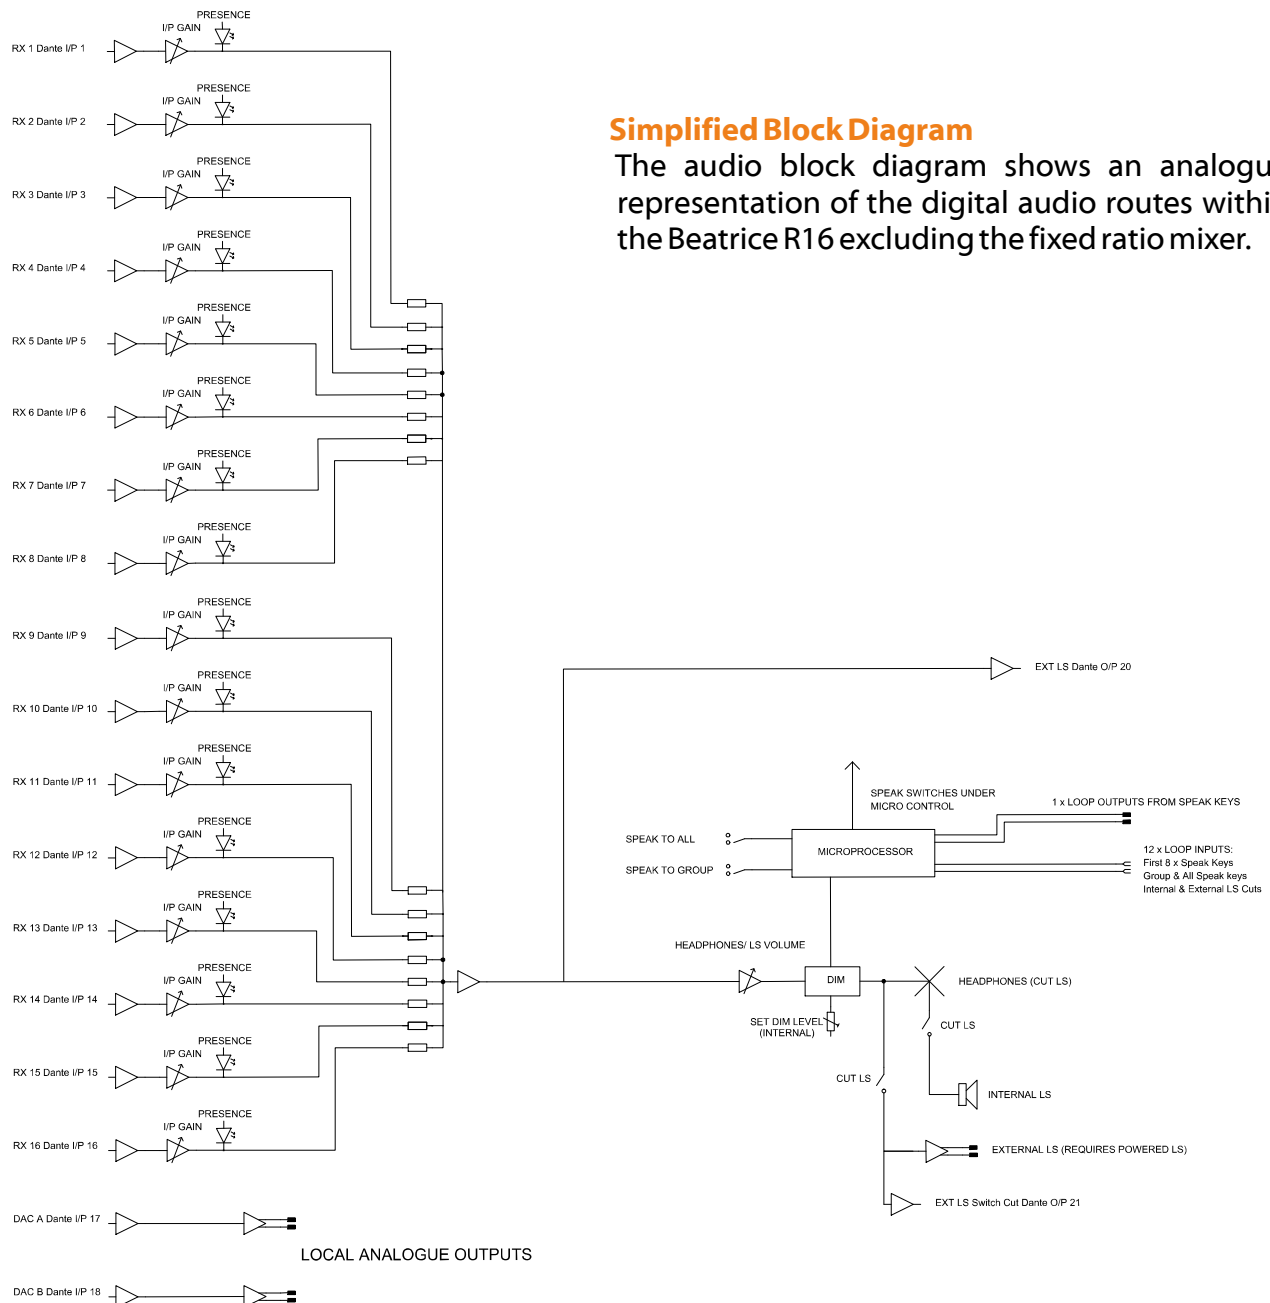 PRESENCE
I/P GAIN
RX 1 Dante I/P 1
PRESENCE
I/P GAIN
RX 2 Dante I/P 2
PRESENCE
I/P GAIN
RX 3 Dante I/P 3
PRESENCE
I/P GAIN
RX 4 Dante I/P 4
PRESENCE
I/P GAIN
RX 5 Dante I/P 5
PRESENCE
I/P GAIN
RX 6 Dante I/P 6
PRESENCE
I/P GAIN
RX 7 Dante I/P 7
PRESENCE
I/P GAIN
RX 8 Dante I/P 8
PRESENCE
I/P GAIN
RX 9 Dante I/P 9
PRESENCE
I/P GAIN
RX 10 Dante I/P 10
PRESENCE
I/P GAIN
RX 11 Dante I/P 11
PRESENCE
I/P GAIN
RX 12 Dante I/P 12
PRESENCE
I/P GAIN
RX 13 Dante I/P 13
PRESENCE
I/P GAIN
RX 14 Dante I/P 14
PRESENCE
I/P GAIN
RX 15 Dante I/P 15
PRESENCE
I/P GAIN
RX 16 Dante I/P 16
DAC A Dante I/P 17
LOCAL ANALOGUE OUTPUTS
DAC B Dante I/P 18
Simplified Block Diagram
The audio block diagram shows an analogu
representation of the digital audio routes withi
the Beatrice R16 excluding the fixed ratio mixer.
EXT LS Dante O/P 20
SPEAK SWITCHES UNDER
MICRO CONTROL
1 x LOOP OUTPUTS FROM SPEAK KEYS
SPEAK TO ALL
MICROPROCESSOR
SPEAK TO GROUP
12 x LOOP INPUTS:
First 8 x Speak Keys
Group & All Speak keys
Internal & External LS Cuts
HEADPHONES/ LS VOLUME
DIM
HEADPHONES (CUT LS)
SET DIM LEVEL
(INTERNAL)
CUT LS
CUT LS
INTERNAL LS
EXTERNAL LS (REQUIRES POWERED LS)
EXT LS Switch Cut Dante O/P 21